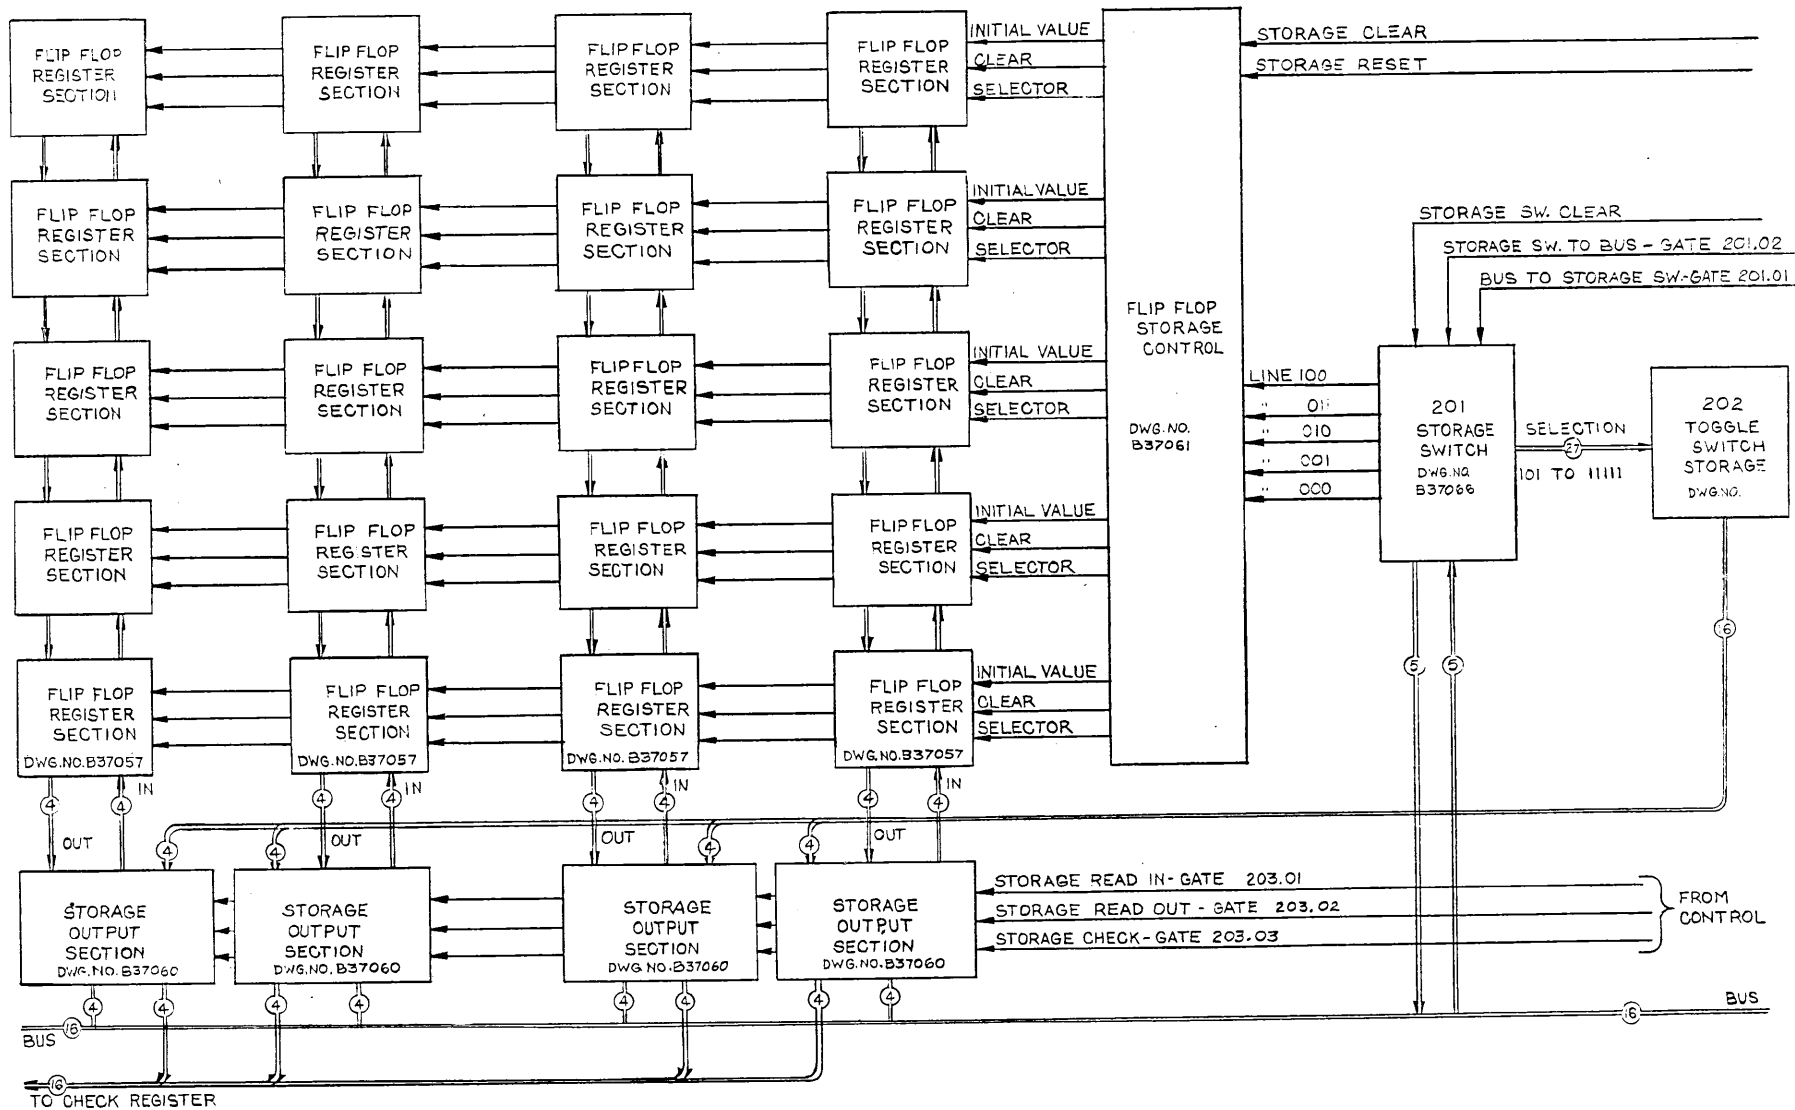 FLIP FLOP
REGISTER
SECTION
FLIP FLOP
REGISTER
SECTION
FLIP FLOP
REGISTER
SECTION
FLIP FLOP
REGISTER
SECTION
INITIAL VALUE
CLEAR
SELECTOR
STORAGE CLEAR
STORAGE RESET
FLIP FLOP
REGISTER
SECTION
FLIP FLOP
REGISTER
SECTION
FLIP FLOP
REGISTER
SECTION
FLIP FLOP
REGISTER
SECTION
INITIAL VALUE
CLEAR
SELECTOR
STORAGE SW. CLEAR
STORAGE SW. TO BUS - GATE 201.02
BUS TO STORAGE SW.-GATE 201.01
FLIP FLOP
STORAGE
CONTROL
DWG.NO.
B37061
FLIP FLOP
REGISTER
SECTION
FLIP FLOP
REGISTER
SECTION
FLIP FLOP
REGISTER
SECTION
FLIP FLOP
REGISTER
SECTION
INITIAL VALUE
CLEAR
SELECTOR
LINE 100
" 011
" 010
" 001
" 000
201
STORAGE
SWITCH
DWG.NO.
B37066
SELECTION
27
101 TO 11111
202
TOGGLE
SWITCH
STORAGE
DWG.NO.
FLIP FLOP
REGISTER
SECTION
FLIP FLOP
REGISTER
SECTION
FLIP FLOP
REGISTER
SECTION
FLIP FLOP
REGISTER
SECTION
INITIAL VALUE
CLEAR
SELECTOR
16
5
5
FLIP FLOP
REGISTER
SECTION
DWG.NO.B37057
FLIP FLOP
REGISTER
SECTION
DWG.NO.B37057
FLIP FLOP
REGISTER
SECTION
DWG.NO.B37057
FLIP FLOP
REGISTER
SECTION
DWG.NO.B37057
INITIAL VALUE
CLEAR
SELECTOR
4
4
IN
4
4
IN
4
4
IN
4
4
IN
OUT
4
4
OUT
OUT
4
4
OUT
STORAGE
OUTPUT
SECTION
DWG.NO.B37060
STORAGE
OUTPUT
SECTION
DWG.NO.B37060
STORAGE
OUTPUT
SECTION
DWG.NO.B37060
STORAGE
OUTPUT
SECTION
DWG.NO.B37060
STORAGE READ IN- GATE 203.01
STORAGE READ OUT - GATE 203.02
STORAGE CHECK-GATE 203.03
FROM
CONTROL
4
4
4
4
4
4
4
4
16
BUS
16
BUS
16
TO CHECK REGISTER